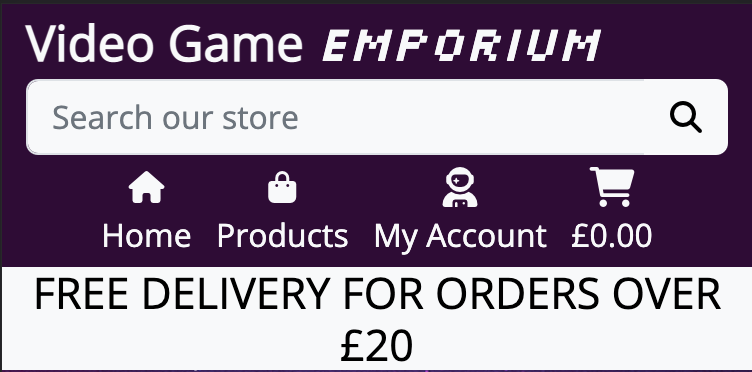 Video Game EMPORIUM
Search our store
Home Products My Account £0.00
FREE DELIVERY FOR ORDERS OVER
£20